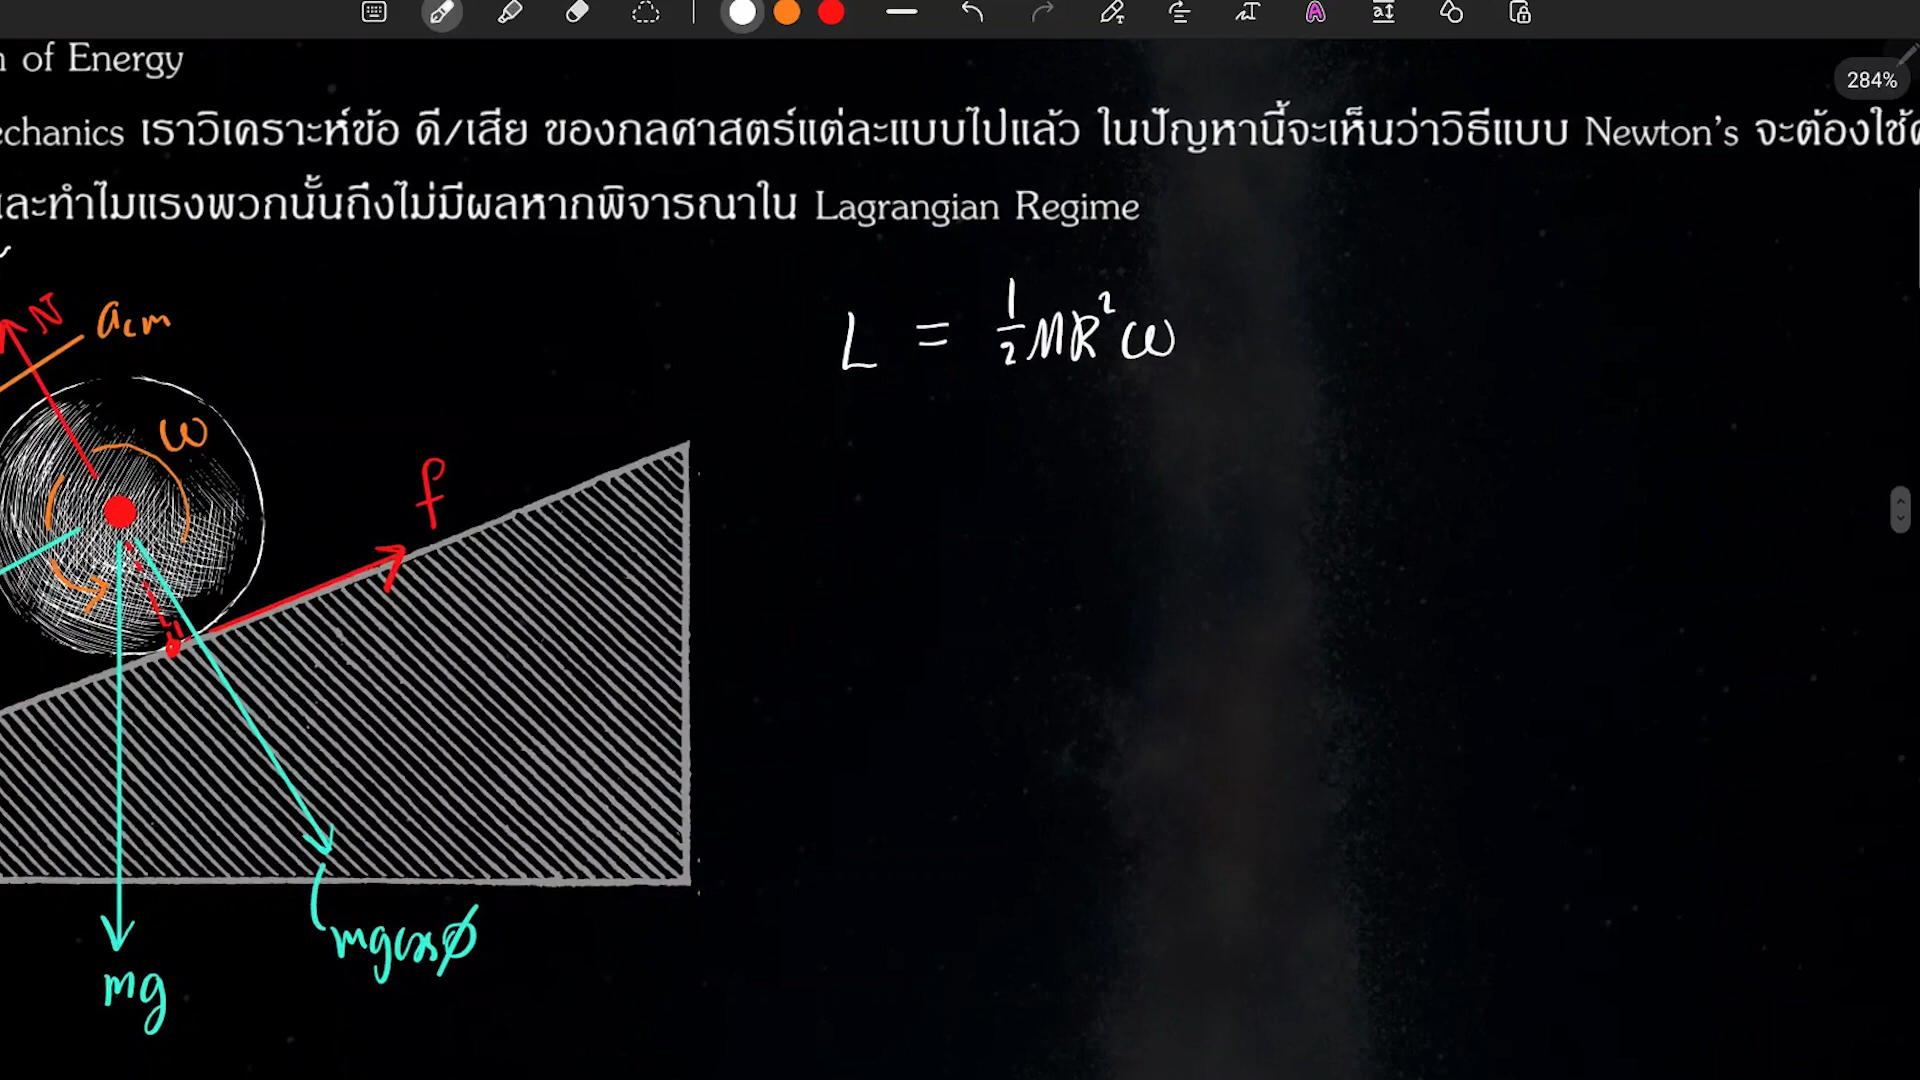 284%
of Energy
echanics เราวิเคราะห์ข้อ ดี/เสีย ของกลศาสตร์แต่ละแบบไปแล้ว ในปัญหานี้จะเห็นว่าวิธีแบบ Newton's จะต้องใช้
และทำไมแรงพวกนั้นถึงไม่มีผลหากพิจารณาใน Lagrangian Regime
L = ½MR²ω
N
a_cm
ω
f
mg cos ϕ
mg